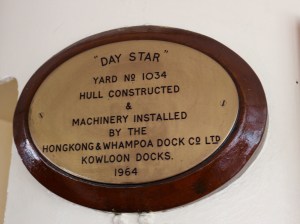 "DAY STAR"
YARD Nº 1034
HULL CONSTRUCTED
&
MACHINERY INSTALLED
BY THE
HONGKONG & WHAMPOA DOCK Cº LTD
KOWLOON DOCKS.
1964